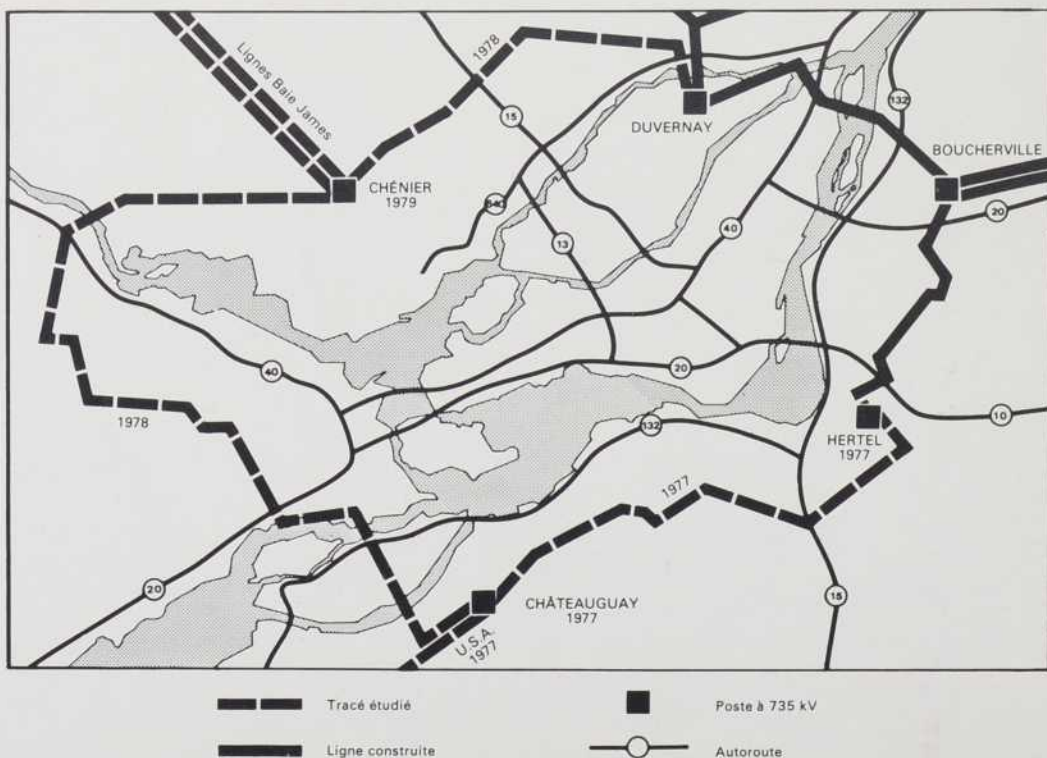 Lignes Baie James
1978
15
DUVERNAY
132
BOUCHERVILLE
CHÉNIER
1979
640
13
40
20
40
20
132
10
1978
HERTEL
1977
1977
20
CHÂTEAUGUAY
1977
U.S.A.
1977
15
Tracé étudié
Poste à 735 kV
Ligne construite
Autoroute